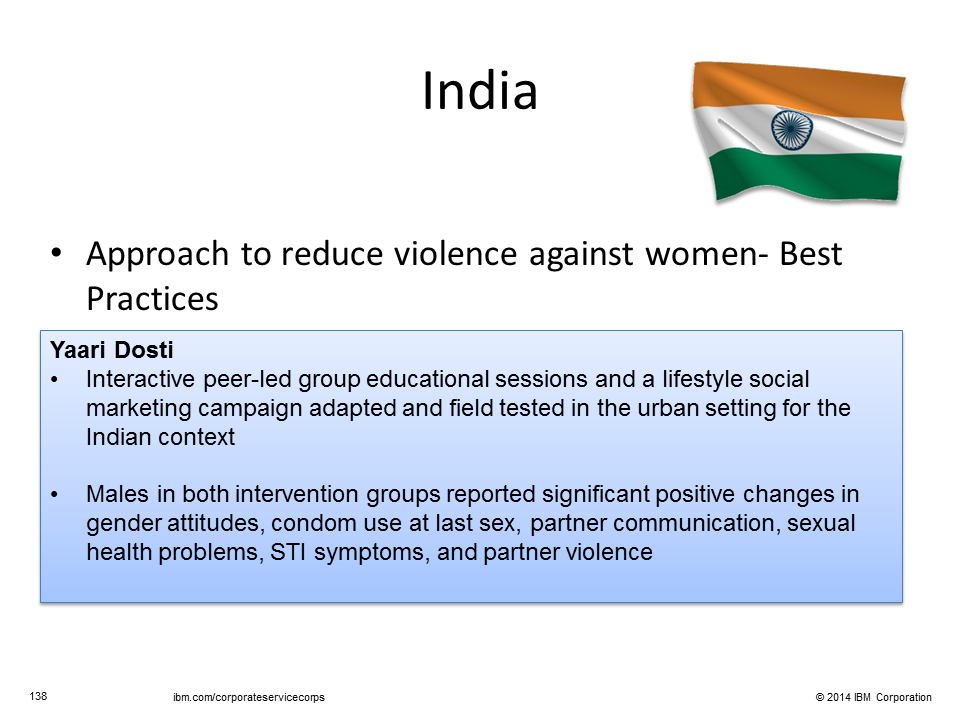 India
• Approach to reduce violence against women- Best
Practices
Yaari Dosti
• Interactive peer-led group educational sessions and a lifestyle social
marketing campaign adapted and field tested in the urban setting for the
Indian context
• Males in both intervention groups reported significant positive changes in
gender attitudes, condom use at last sex, partner communication, sexual
health problems, STI symptoms, and partner violence
138 ibm.com/corporateservicecorps © 2014 IBM Corporation